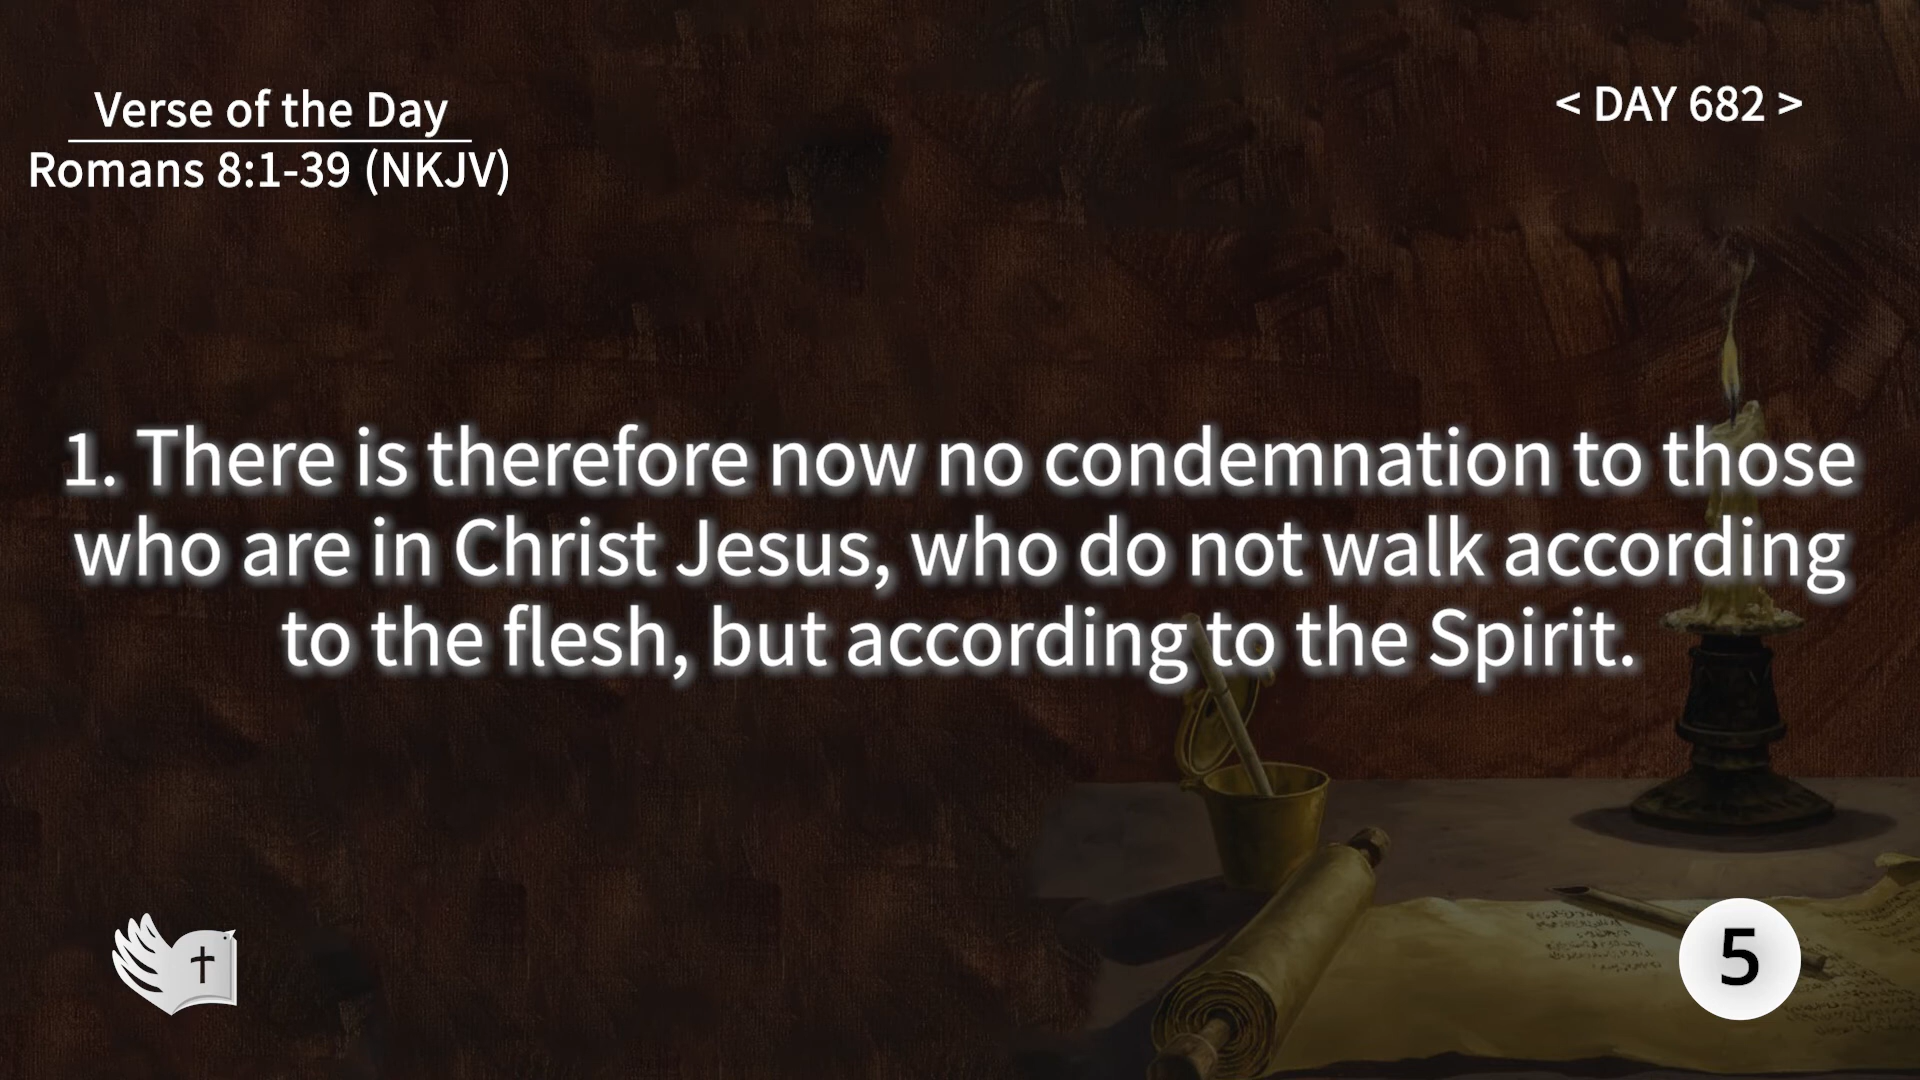 Verse of the Day
Romans 8:1-39 (NKJV)
< DAY 682 >
1. There is therefore now no condemnation to those
who are in Christ Jesus, who do not walk according
to the flesh, but according to the Spirit.
5